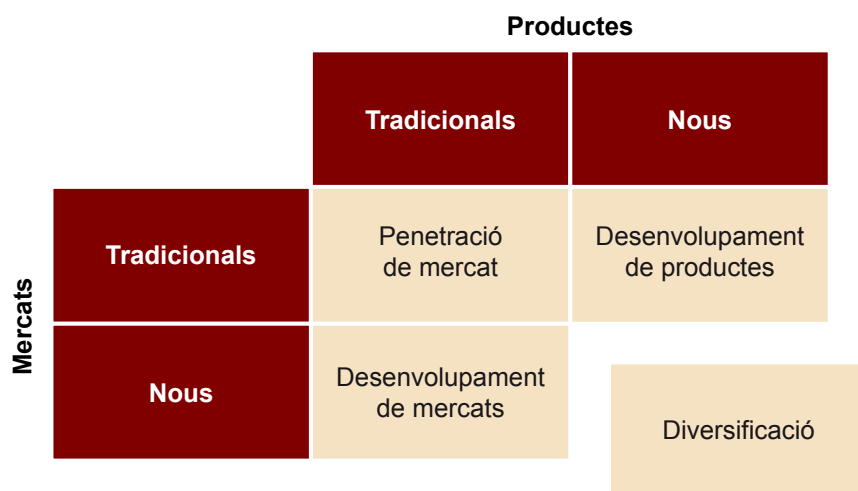 Productes
Tradicionals
Nous
Mercats
Tradicionals
Penetració
de mercat
Desenvolupament
de productes
Nous
Desenvolupament
de mercats
Diversificació